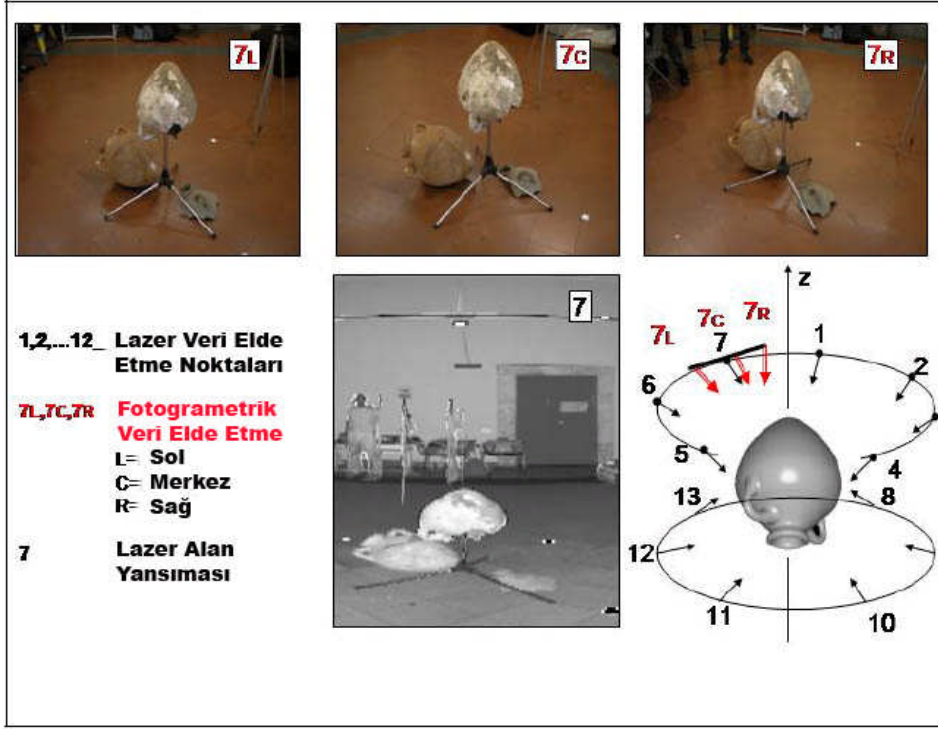 7L
7C
7R
1,2,...12_ Lazer Veri Elde
Etme Noktaları
7L,7C,7R Fotogrametrik
Veri Elde Etme
L= Sol
C= Merkez
R= Sağ
7 Lazer Alan
Yansıması
7
z
7L
7C
7R
7
1
2
6
5
4
13
8
12
11
10